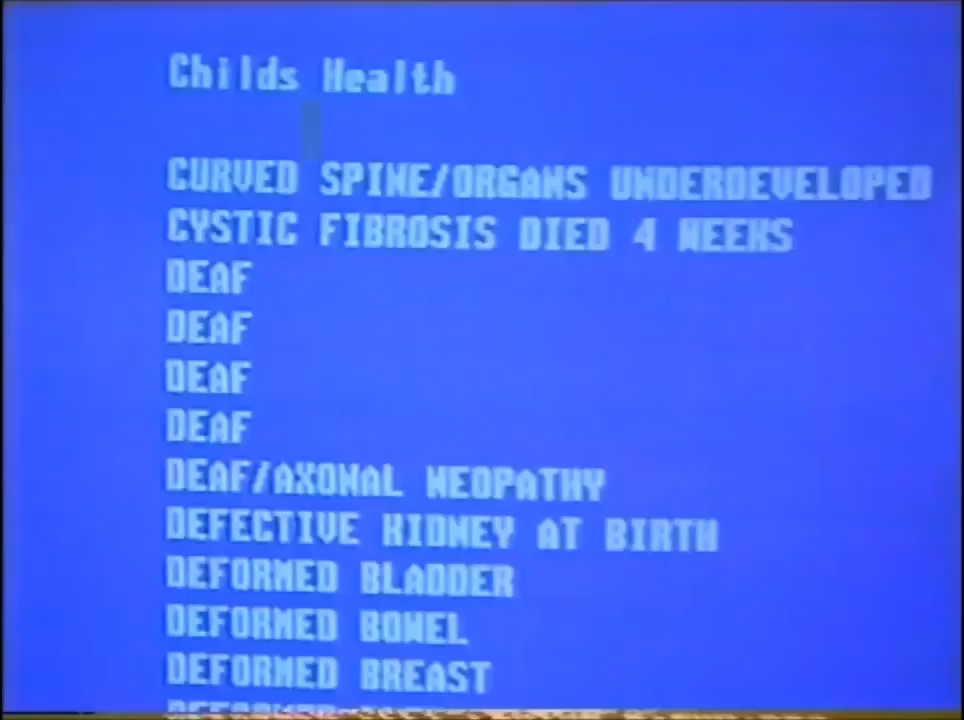 Childs Health
CURVED SPINE/ORGANS UNDERDEVELOPED
CYSTIC FIBROSIS DIED 4 WEEKS
DEAF
DEAF
DEAF
DEAF
DEAF/AXONAL NEOPATHY
DEFECTIVE KIDNEY AT BIRTH
DEFORMED BLADDER
DEFORMED BOWEL
DEFORMED BREAST
DEFORMED